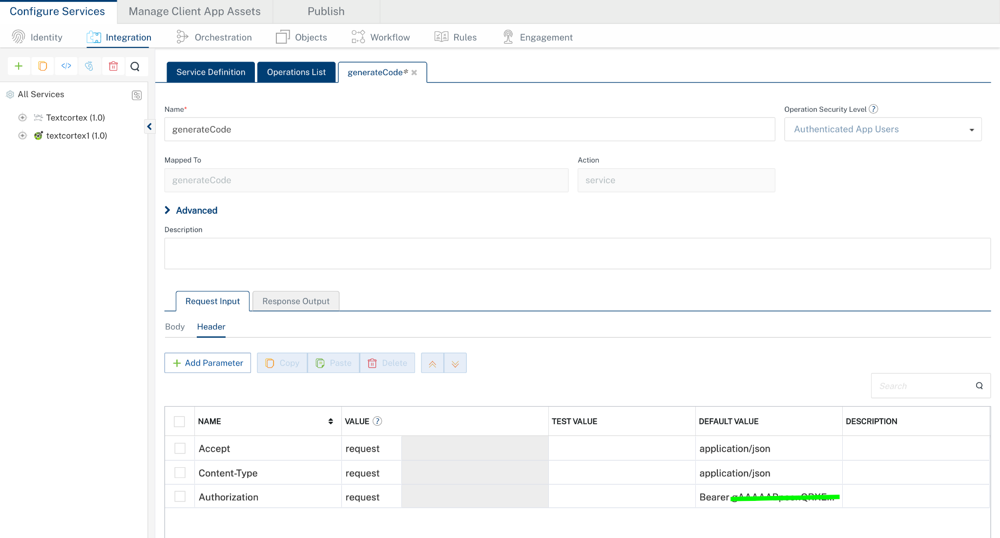 Configure Services
Manage Client App Assets
Publish
Identity
Integration
Orchestration
Objects
Workflow
Rules
Engagement
All Services
Textcortex (1.0)
textcortex1 (1.0)
Service Definition
Operations List
generateCode*
Name*
Operation Security Level ?
generateCode
Authenticated App Users
Mapped To
Action
generateCode
service
Advanced
Description
Request Input
Response Output
Body
Header
+ Add Parameter
Copy
Paste
Delete
Search
NAME VALUE ? TEST VALUE DEFAULT VALUE DESCRIPTION
Accept request application/json
Content-Type request application/json
Authorization request Bearer